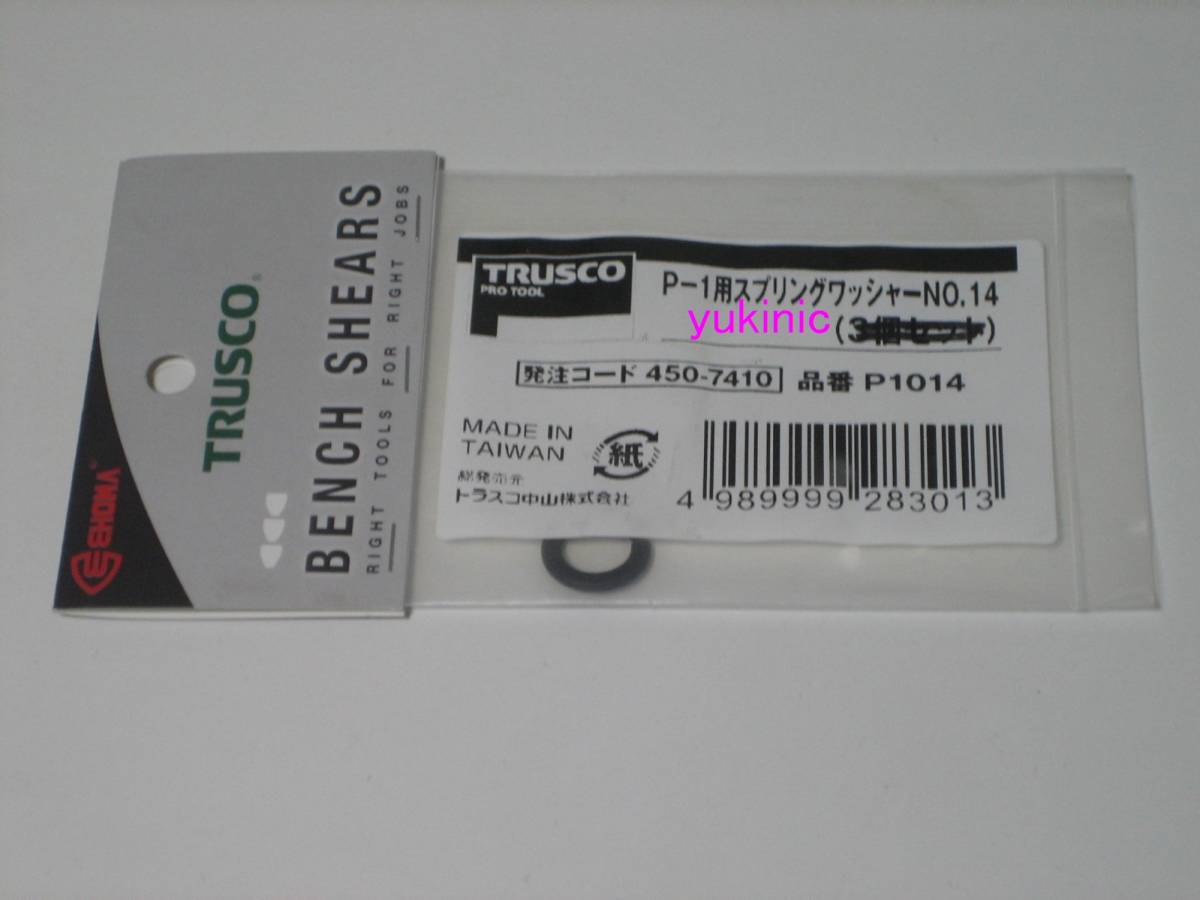 EHOMA®
TRUSCO®
BENCH SHEARS
RIGHT TOOLS FOR RIGHT JOBS
TRUSCO
PRO TOOL
P-1用スプリングワッシャーNO.14
yukinic
(3個セット)
発注コード 450-7410
品番 P1014
MADE IN
TAIWAN
紙
総発売元
トラスコ中山株式会社
4 989999 283013